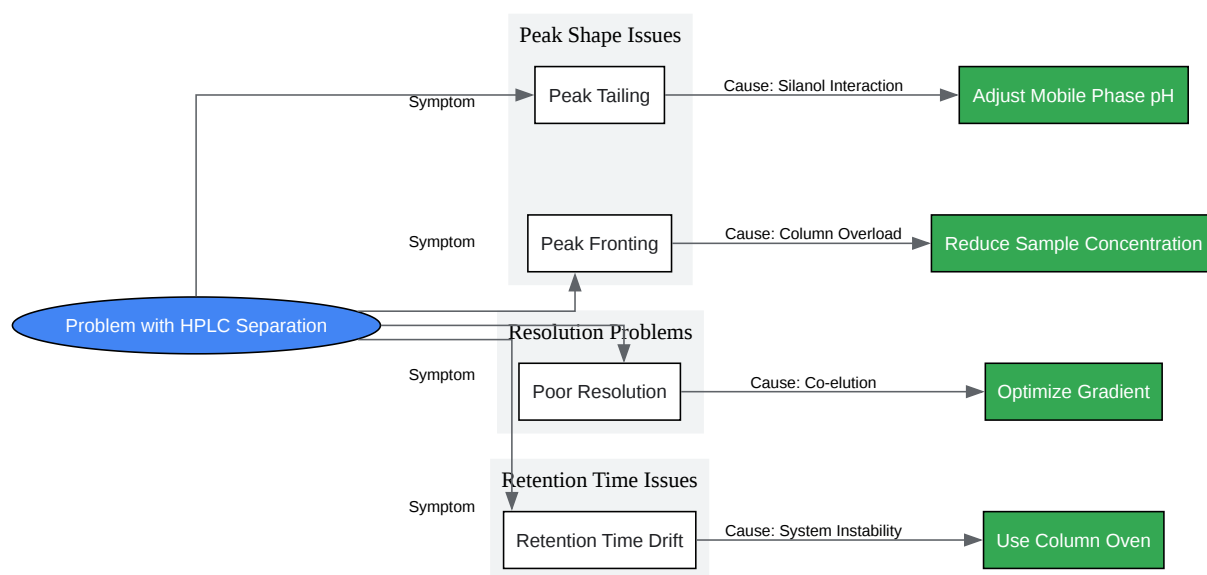 Peak Shape Issues
Symptom
Peak Tailing
Cause: Silanol Interaction
Adjust Mobile Phase pH
Symptom
Peak Fronting
Cause: Column Overload
Reduce Sample Concentration
Problem with HPLC Separation
Resolution Problems
Symptom
Poor Resolution
Cause: Co-elution
Optimize Gradient
Retention Time Issues
Symptom
Retention Time Drift
Cause: System Instability
Use Column Oven